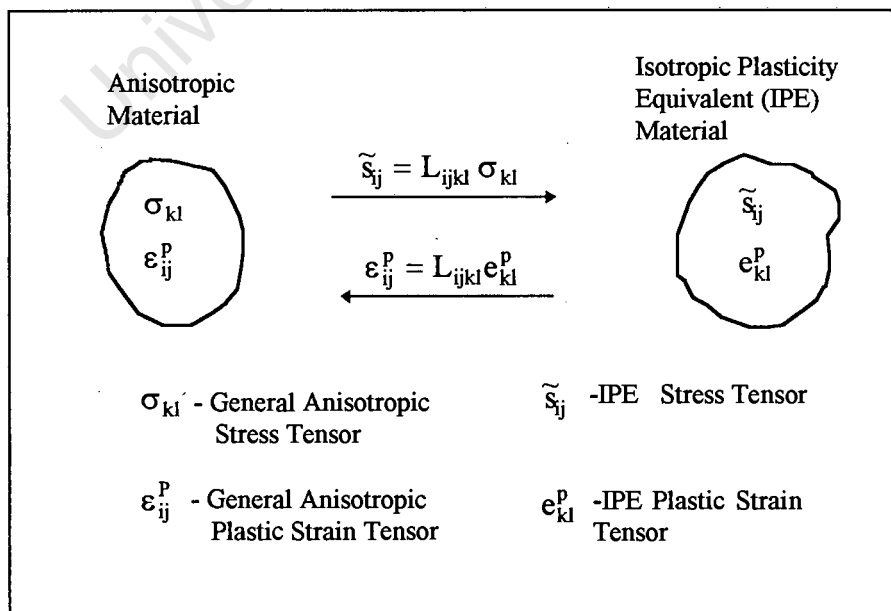 Unive
Anisotropic
Material
Isotropic Plasticity
Equivalent (IPE)
Material
s̃ij = Lijkl σkl
σkl
εᵖij
s̃ij
eᵖkl
εᵖij = Lijkl eᵖkl
σkl - General Anisotropic
Stress Tensor
s̃ij -IPE Stress Tensor
εᴾij - General Anisotropic
Plastic Strain Tensor
eᵖkl -IPE Plastic Strain
Tensor